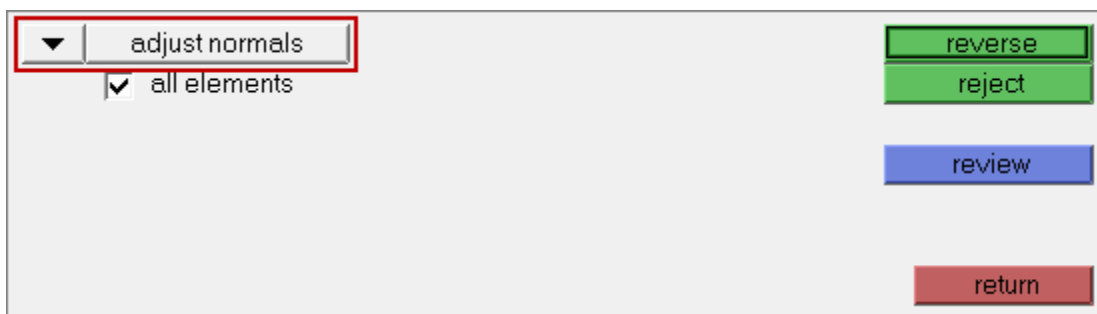 adjust normals
reverse
all elements
reject
review
return